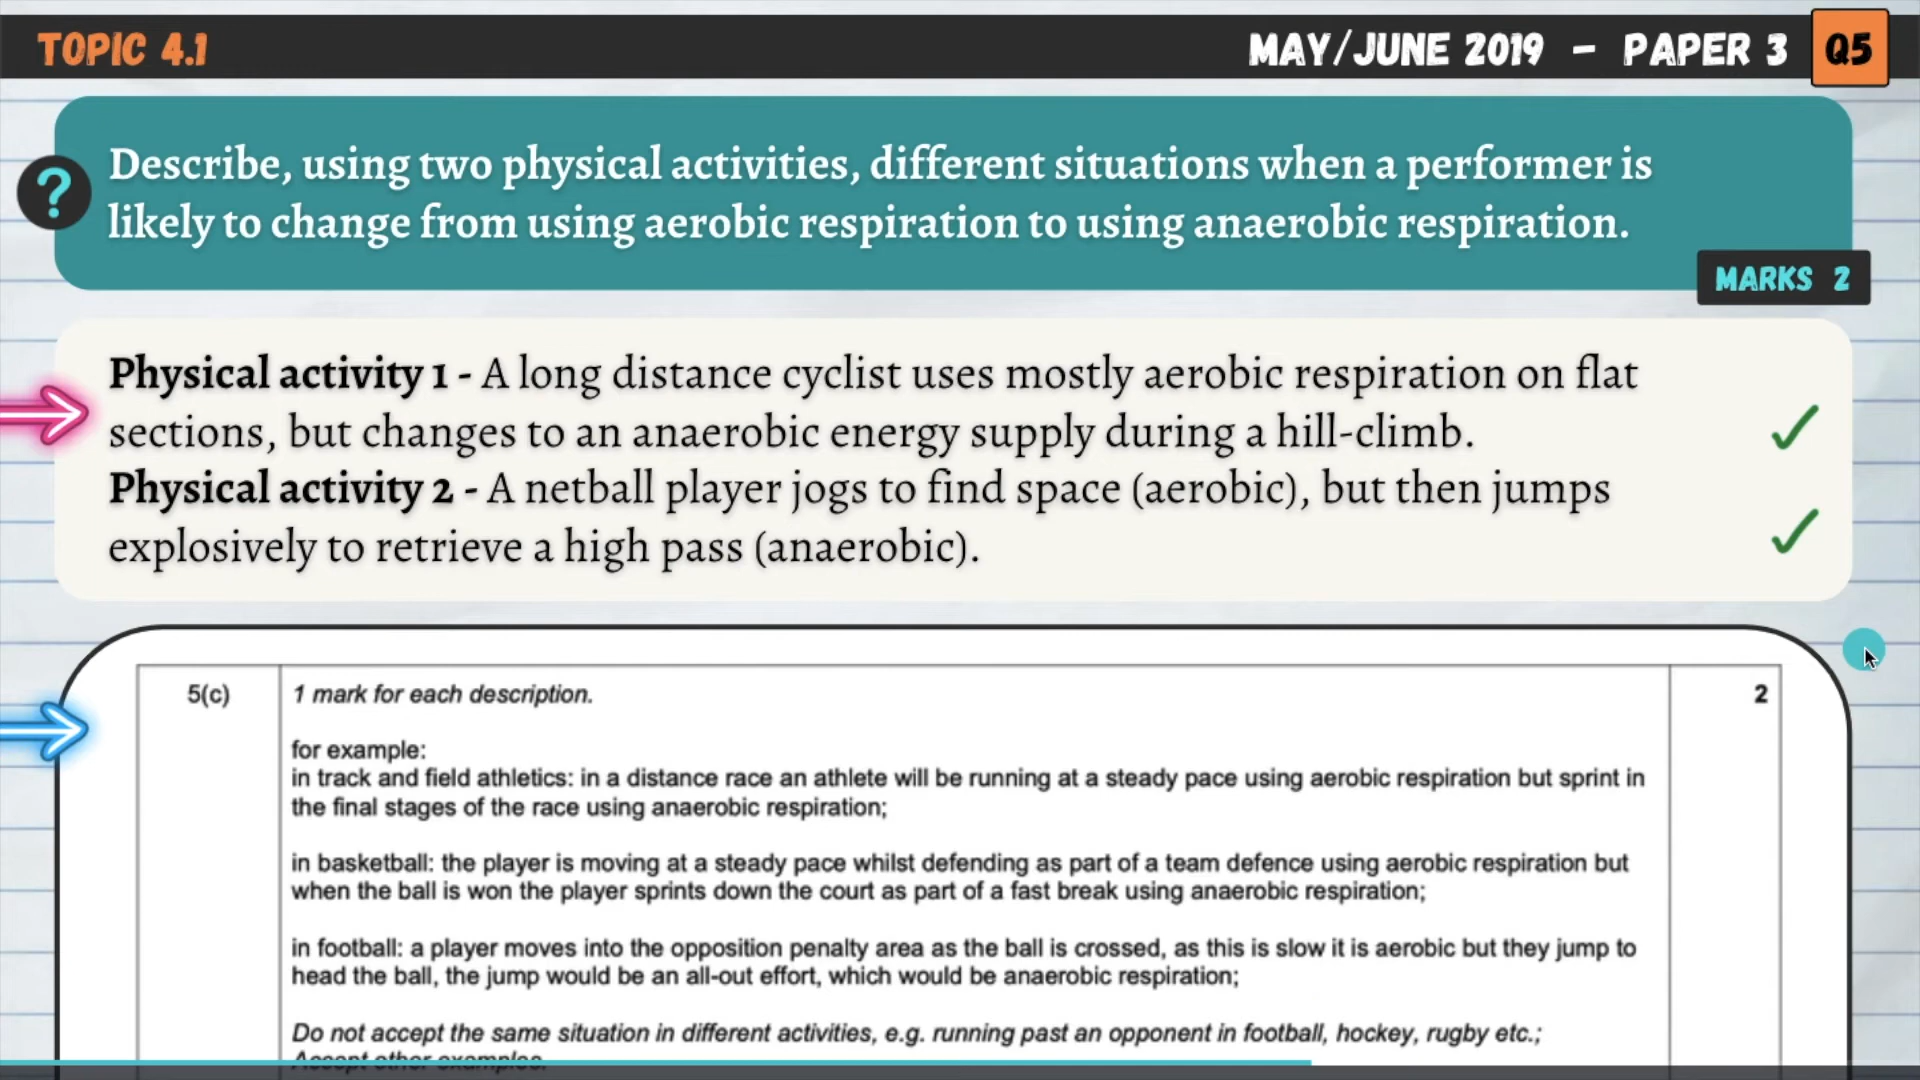 TOPIC 4.1
MAY/JUNE 2019 – PAPER 3 Q5
?
Describe, using two physical activities, different situations when a performer is
likely to change from using aerobic respiration to using anaerobic respiration.
MARKS 2
Physical activity 1 - A long distance cyclist uses mostly aerobic respiration on flat
sections, but changes to an anaerobic energy supply during a hill-climb.
Physical activity 2 - A netball player jogs to find space (aerobic), but then jumps
explosively to retrieve a high pass (anaerobic).
5(c) 1 mark for each description. 2
for example:
in track and field athletics: in a distance race an athlete will be running at a steady pace using aerobic respiration but sprint in
the final stages of the race using anaerobic respiration;
in basketball: the player is moving at a steady pace whilst defending as part of a team defence using aerobic respiration but
when the ball is won the player sprints down the court as part of a fast break using anaerobic respiration;
in football: a player moves into the opposition penalty area as the ball is crossed, as this is slow it is aerobic but they jump to
head the ball, the jump would be an all-out effort, which would be anaerobic respiration;
Do not accept the same situation in different activities, e.g. running past an opponent in football, hockey, rugby etc.;
Accept other examples.